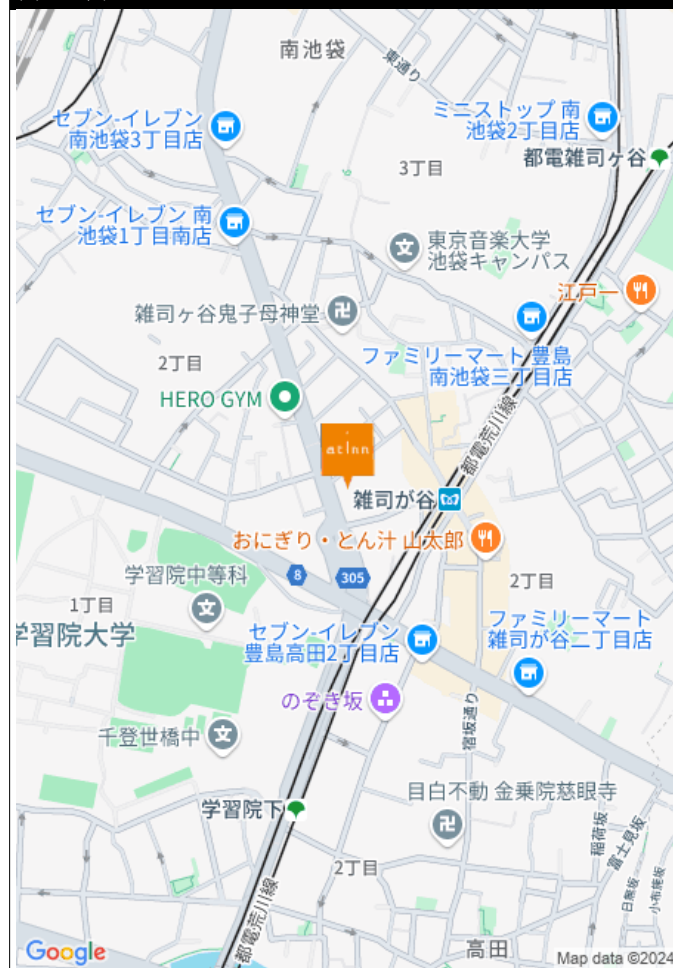 南池袋
東通り
セブン-イレブン
南池袋3丁目店
ミニストップ 南
池袋2丁目店
都電雑司ヶ谷
3丁目
セブン-イレブン 南
池袋1丁目南店
東京音楽大学
池袋キャンパス
江戸一
雑司ヶ谷鬼子母神堂
2丁目
ファミリーマート 豊島
南池袋三丁目店
HERO GYM
都電荒川線
at inn
雑司が谷
おにぎり・とん汁 山太郎
学習院中等科
8
305
2丁目
1丁目
学習院大学
セブン-イレブン
豊島高田2丁目店
ファミリーマート
雑司が谷二丁目店
のぞき坂
宿坂通り
千登世橋中
目白不動 金乗院慈眼寺
学習院下
稲荷坂
富士見坂
2丁目
日無坂
小布施坂
都電荒川線
高田
Google
Map data ©2024